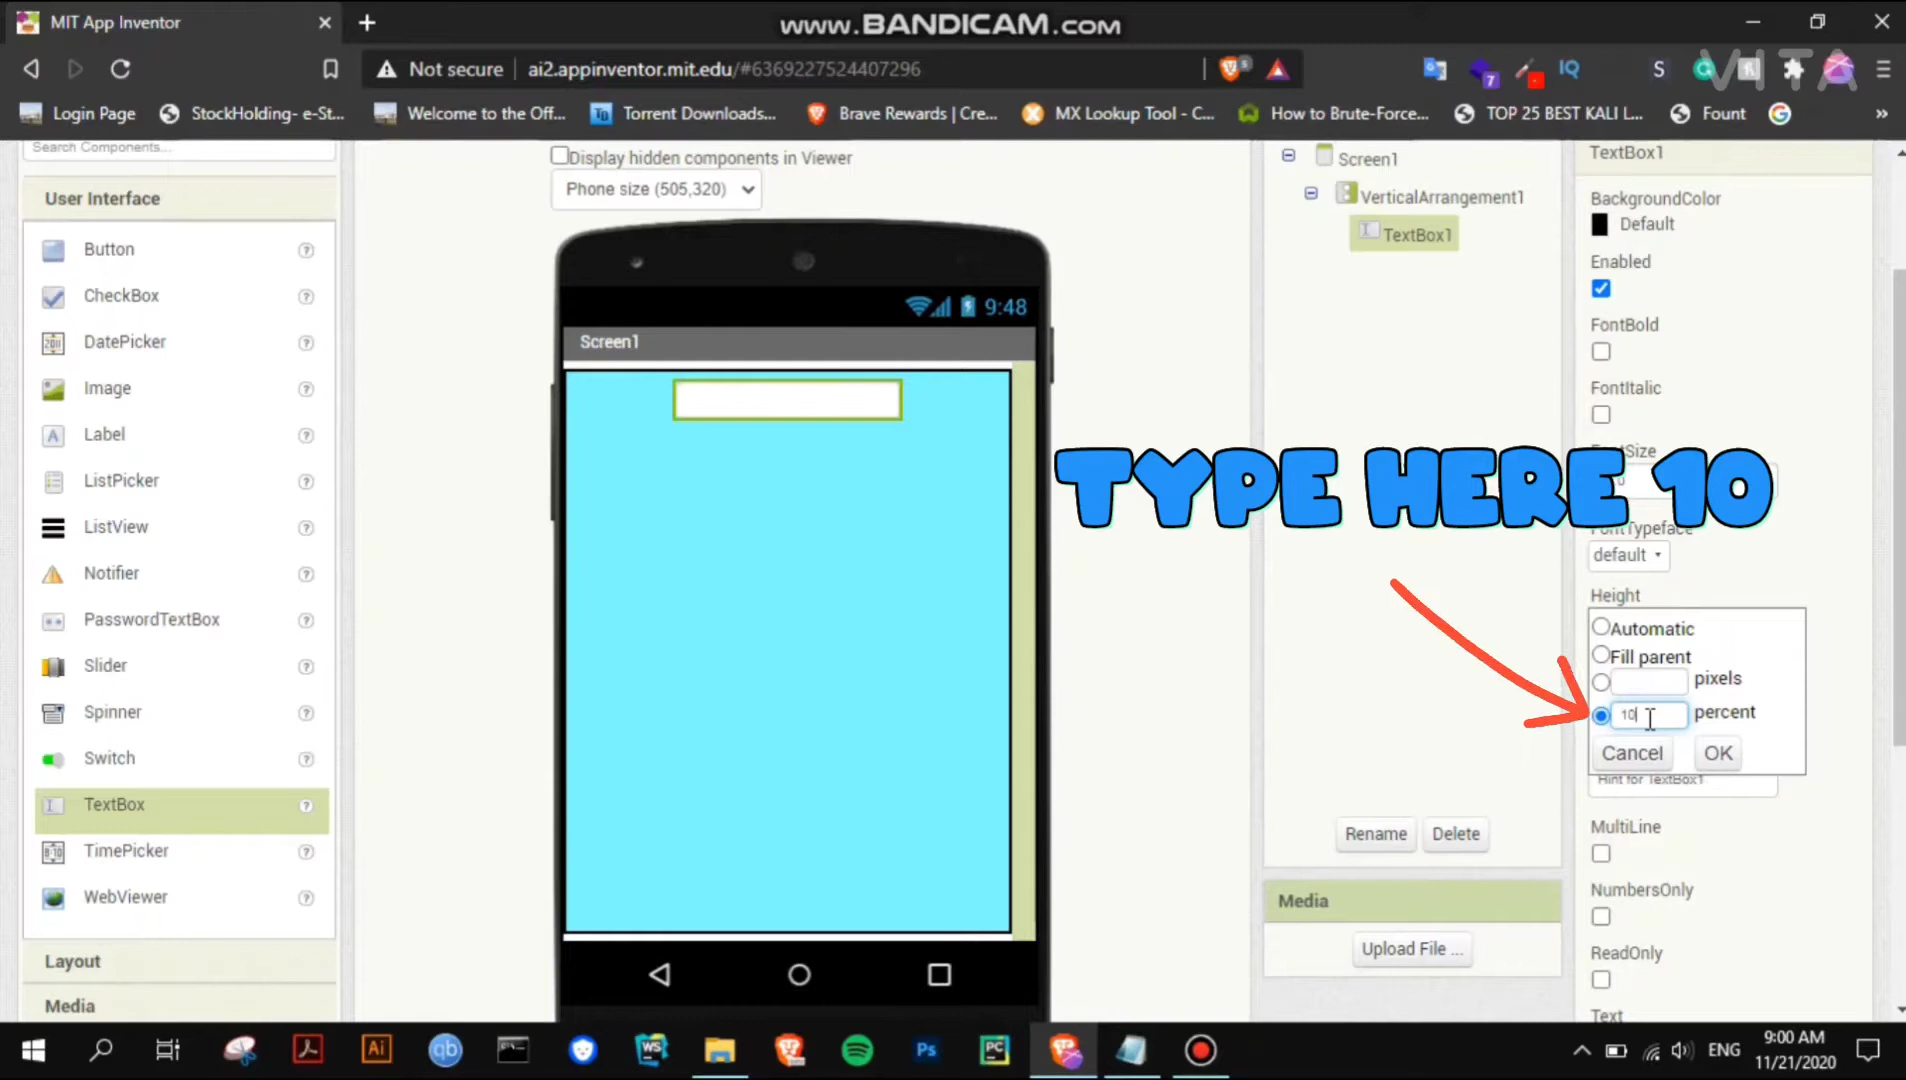 MIT App Inventor
www.BANDICAM.com
Not secure
ai2.appinventor.mit.edu/#6369227524407296
VITA
Login Page
StockHolding- e-St...
Welcome to the Off...
Torrent Downloads...
Brave Rewards | Cre...
MX Lookup Tool - C...
How to Brute-Force...
TOP 25 BEST KALI L...
Fount
Search Components...
User Interface
Button
CheckBox
DatePicker
Image
Label
ListPicker
ListView
Notifier
PasswordTextBox
Slider
Spinner
Switch
TextBox
TimePicker
WebViewer
Layout
Media
Display hidden components in Viewer
Phone size (505,320)
9:48
Screen1
Screen1
VerticalArrangement1
TextBox1
Rename
Delete
Media
Upload File ...
TYPE HERE 10
TextBox1
BackgroundColor
Default
Enabled
FontBold
FontItalic
FontTypeface
default
Height
Automatic
Fill parent
pixels
10 percent
Cancel
OK
Hint for TextBox1
MultiLine
NumbersOnly
ReadOnly
Text
9:00 AM
ENG
11/21/2020